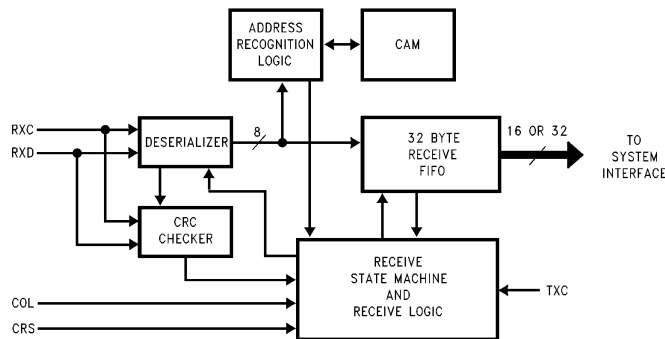 ADDRESS
RECOGNITION
LOGIC
CAM
RXC
RXD
DESERIALIZER
8
32 BYTE
RECEIVE
FIFO
16 OR 32
TO
SYSTEM
INTERFACE
CRC
CHECKER
RECEIVE
STATE MACHINE
AND
RECEIVE LOGIC
TXC
COL
CRS